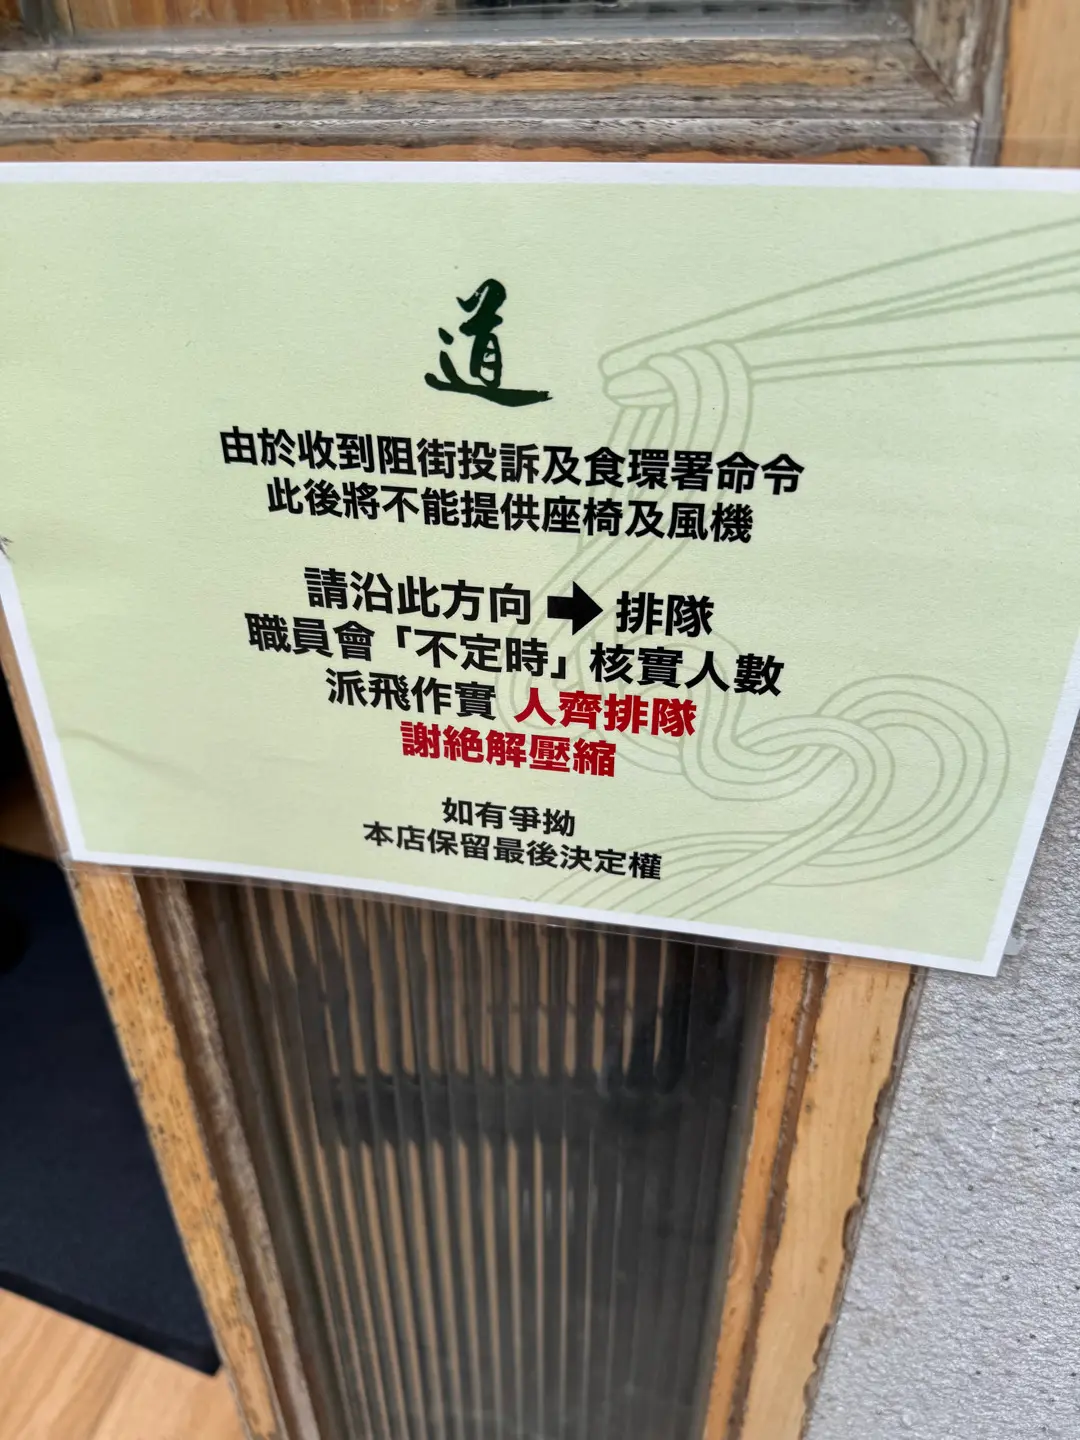 道
由於收到阻街投訴及食環署命令
此後將不能提供座椅及風機
請沿此方向➡排隊
職員會「不定時」核實人數
派飛作實 人齊排隊
謝絕解壓縮
如有爭拗
本店保留最後決定權